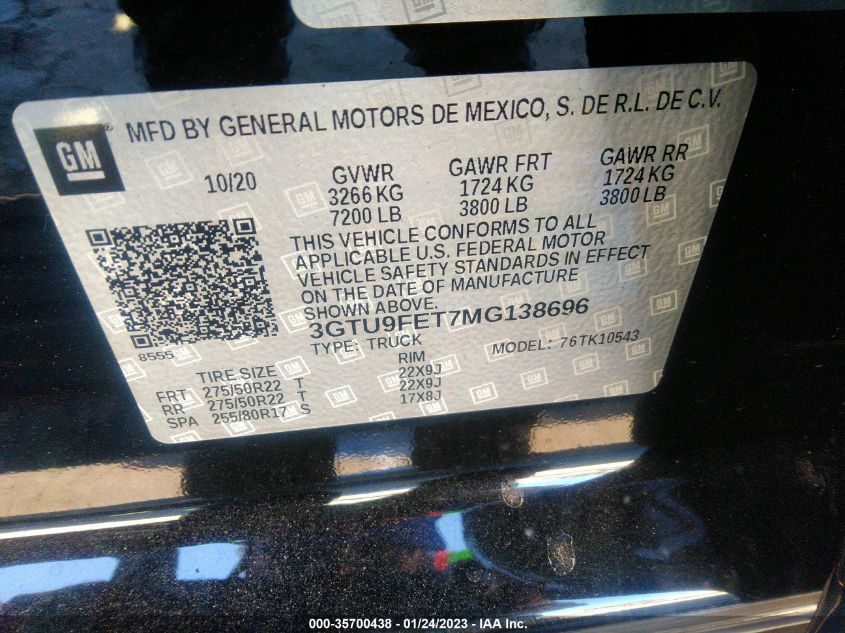 MFD BY GENERAL MOTORS DE MEXICO, S. DE R.L. DE C.V.
GM ®
10/20 GVWR GAWR FRT GAWR RR
3266 KG 1724 KG 1724 KG
7200 LB 3800 LB 3800 LB
THIS VEHICLE CONFORMS TO ALL
APPLICABLE U.S. FEDERAL MOTOR
VEHICLE SAFETY STANDARDS IN EFFECT
ON THE DATE OF MANUFACTURE
SHOWN ABOVE.
3GTU9FET7MG138696
8555 TYPE: TRUCK MODEL: 76TK10543
TIRE SIZE RIM
FRT 275/50R22 T 22X9J
RR 275/50R22 T 22X9J
SPA 255/80R17 S 17X8J
000-35700438 - 01/24/2023 - IAA Inc.